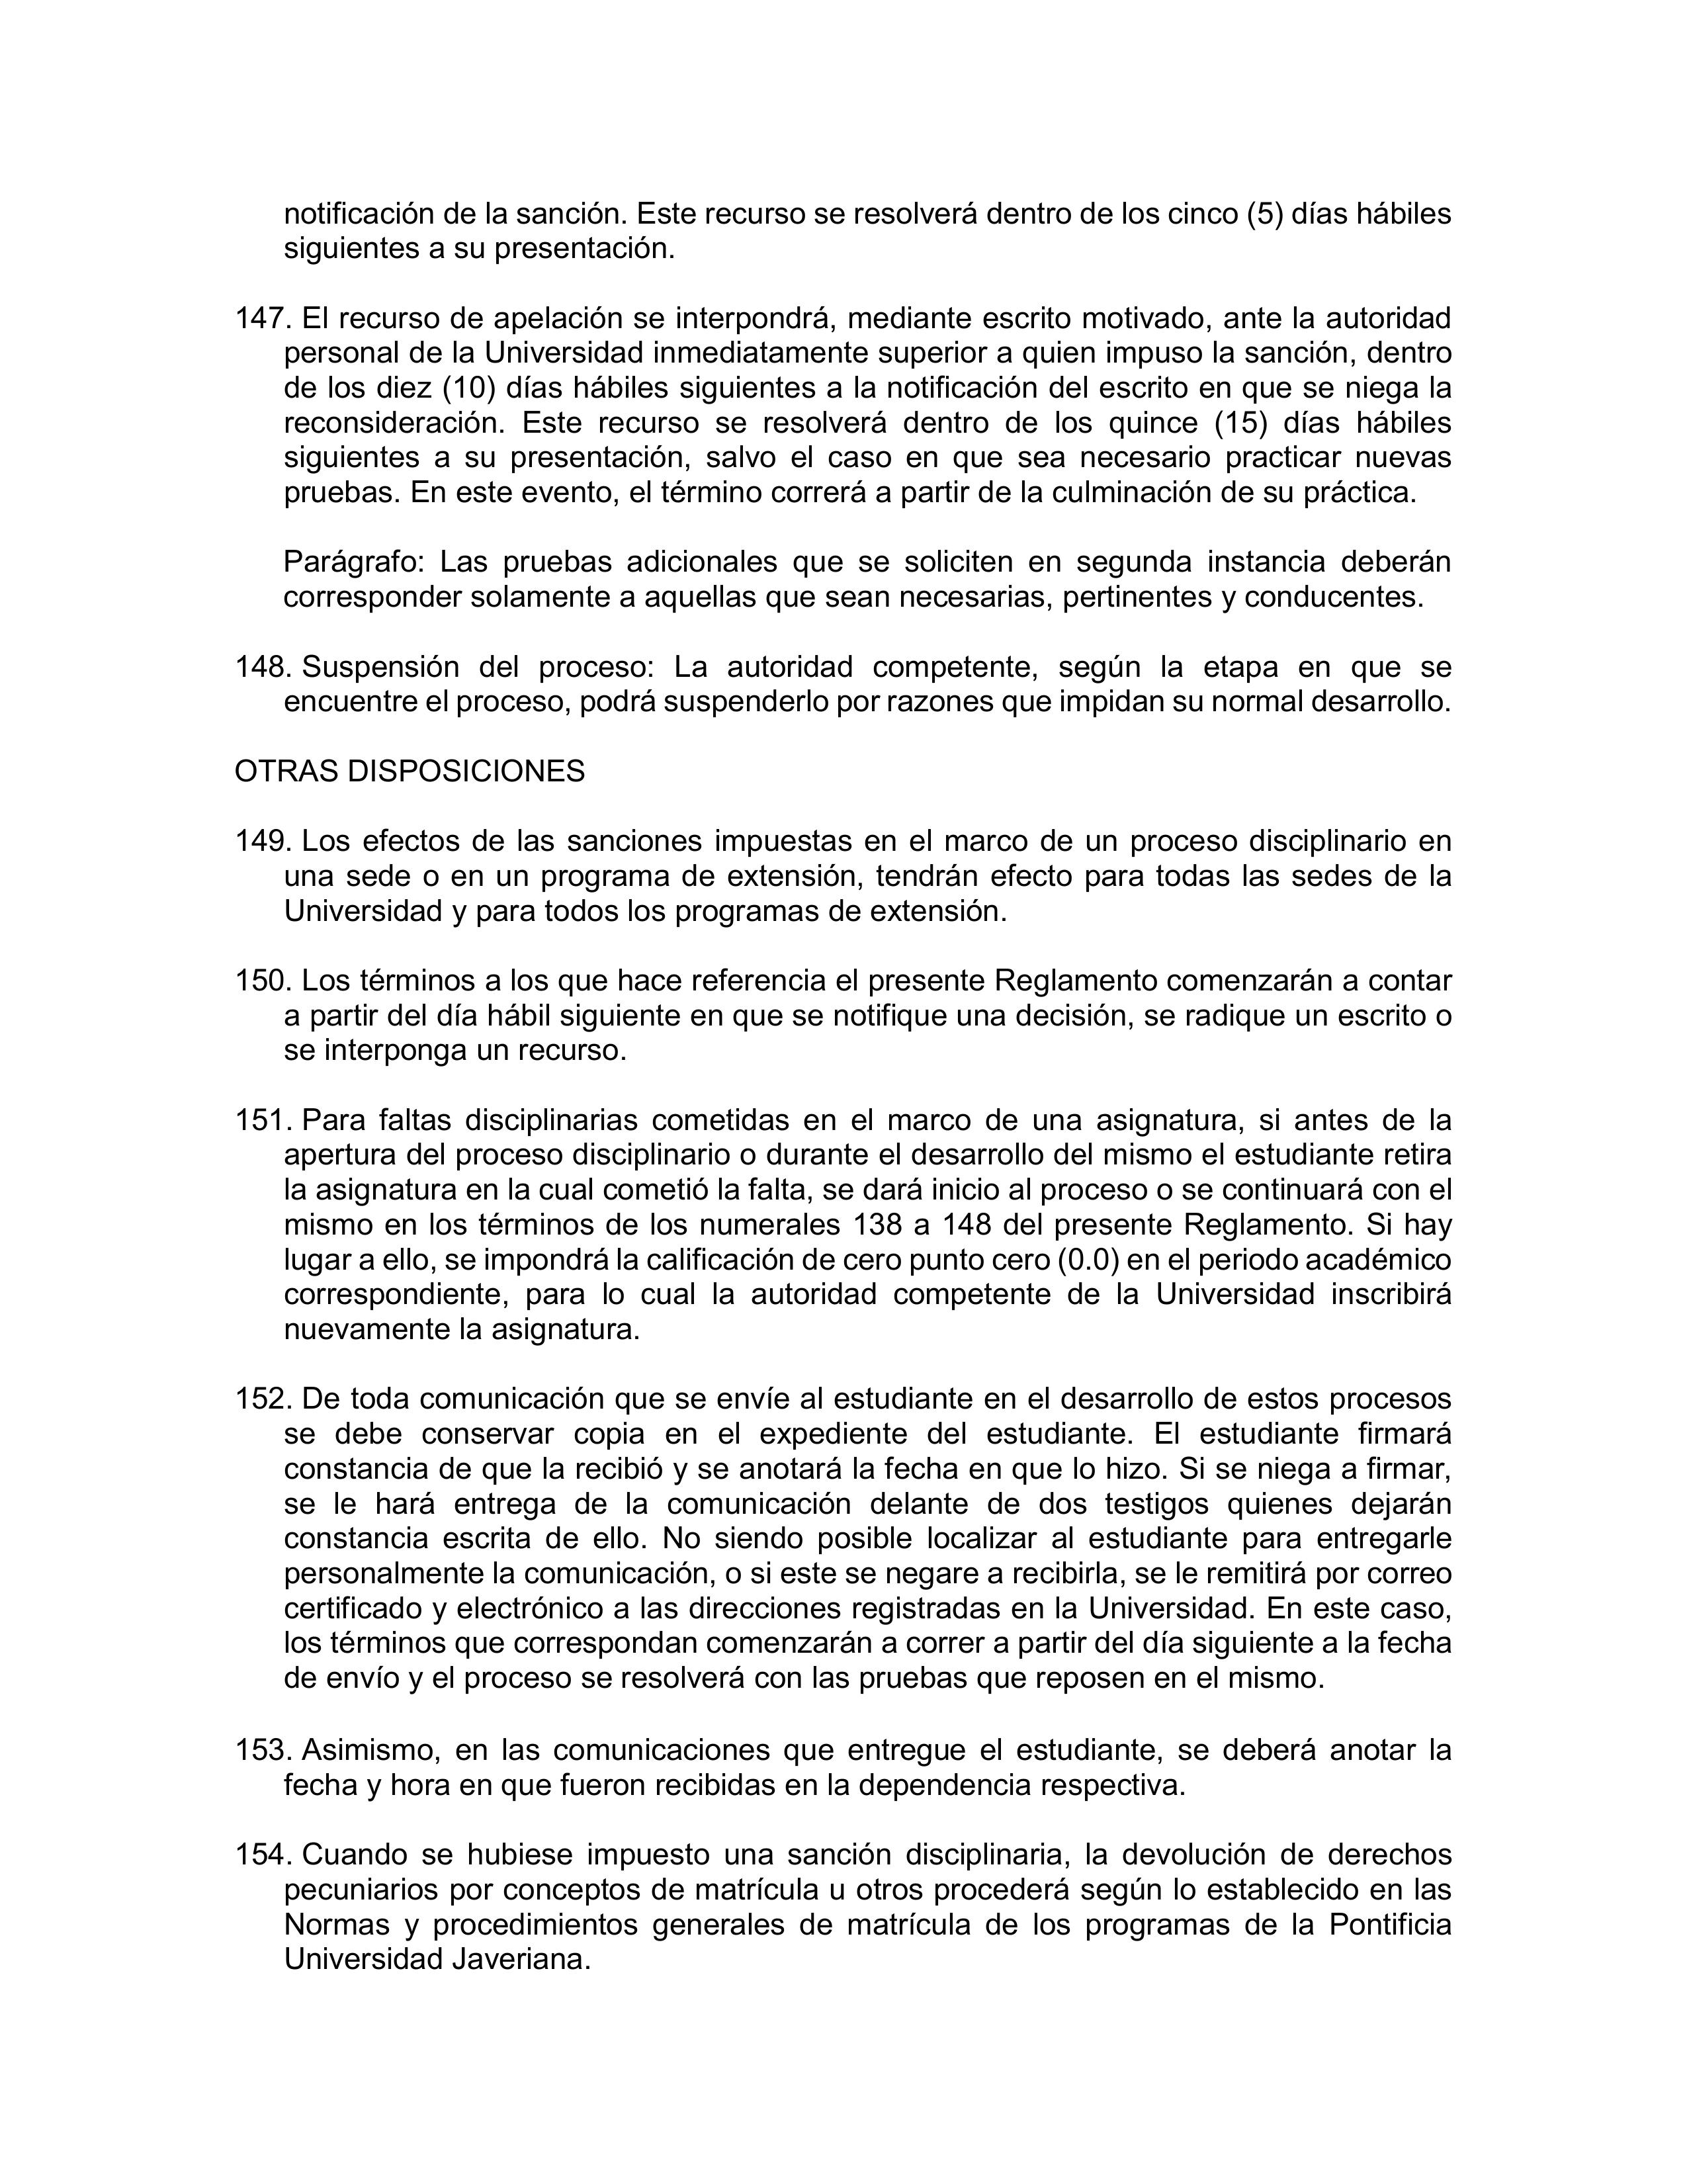 notificación de la sanción. Este recurso se resolverá dentro de los cinco (5) días hábiles
siguientes a su presentación.
147. El recurso de apelación se interpondrá, mediante escrito motivado, ante la autoridad
personal de la Universidad inmediatamente superior a quien impuso la sanción, dentro
de los diez (10) días hábiles siguientes a la notificación del escrito en que se niega la
reconsideración. Este recurso se resolverá dentro de los quince (15) días hábiles
siguientes a su presentación, salvo el caso en que sea necesario practicar nuevas
pruebas. En este evento, el término correrá a partir de la culminación de su práctica.
Parágrafo: Las pruebas adicionales que se soliciten en segunda instancia deberán
corresponder solamente a aquellas que sean necesarias, pertinentes y conducentes.
148. Suspensión del proceso: La autoridad competente, según la etapa en que se
encuentre el proceso, podrá suspenderlo por razones que impidan su normal desarrollo.
OTRAS DISPOSICIONES
149. Los efectos de las sanciones impuestas en el marco de un proceso disciplinario en
una sede o en un programa de extensión, tendrán efecto para todas las sedes de la
Universidad y para todos los programas de extensión.
150. Los términos a los que hace referencia el presente Reglamento comenzarán a contar
a partir del día hábil siguiente en que se notifique una decisión, se radique un escrito o
se interponga un recurso.
151. Para faltas disciplinarias cometidas en el marco de una asignatura, si antes de la
apertura del proceso disciplinario o durante el desarrollo del mismo el estudiante retira
la asignatura en la cual cometió la falta, se dará inicio al proceso o se continuará con el
mismo en los términos de los numerales 138 a 148 del presente Reglamento. Si hay
lugar a ello, se impondrá la calificación de cero punto cero (0.0) en el periodo académico
correspondiente, para lo cual la autoridad competente de la Universidad inscribirá
nuevamente la asignatura.
152. De toda comunicación que se envíe al estudiante en el desarrollo de estos procesos
se debe conservar copia en el expediente del estudiante. El estudiante firmará
constancia de que la recibió y se anotará la fecha en que lo hizo. Si se niega a firmar,
se le hará entrega de la comunicación delante de dos testigos quienes dejarán
constancia escrita de ello. No siendo posible localizar al estudiante para entregarle
personalmente la comunicación, o si este se negare a recibirla, se le remitirá por correo
certificado y electrónico a las direcciones registradas en la Universidad. En este caso,
los términos que correspondan comenzarán a correr a partir del día siguiente a la fecha
de envío y el proceso se resolverá con las pruebas que reposen en el mismo.
153. Asimismo, en las comunicaciones que entregue el estudiante, se deberá anotar la
fecha y hora en que fueron recibidas en la dependencia respectiva.
154. Cuando se hubiese impuesto una sanción disciplinaria, la devolución de derechos
pecuniarios por conceptos de matrícula u otros procederá según lo establecido en las
Normas y procedimientos generales de matrícula de los programas de la Pontificia
Universidad Javeriana.